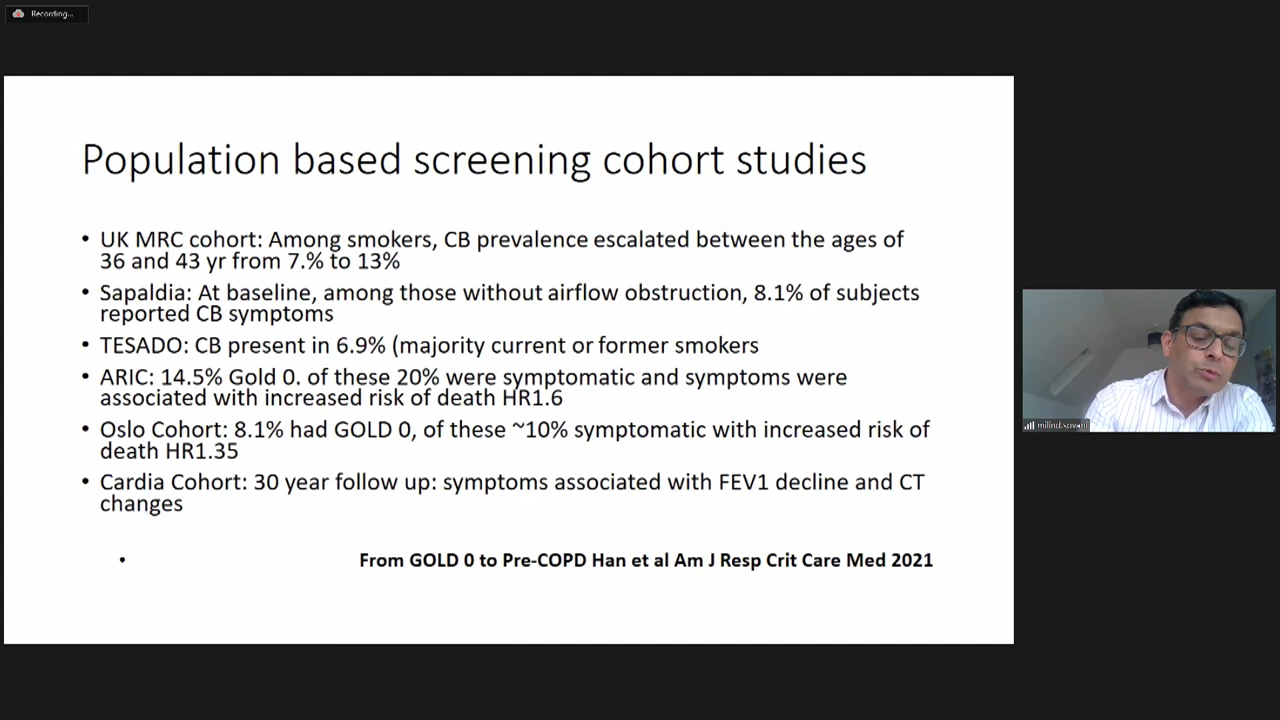 Recording...
Population based screening cohort studies
• UK MRC cohort: Among smokers, CB prevalence escalated between the ages of
36 and 43 yr from 7.% to 13%
• Sapaldia: At baseline, among those without airflow obstruction, 8.1% of subjects
reported CB symptoms
• TESADO: CB present in 6.9% (majority current or former smokers
• ARIC: 14.5% Gold 0. of these 20% were symptomatic and symptoms were
associated with increased risk of death HR1.6
• Oslo Cohort: 8.1% had GOLD 0, of these ~10% symptomatic with increased risk of
death HR1.35
• Cardia Cohort: 30 year follow up: symptoms associated with FEV1 decline and CT
changes
• From GOLD 0 to Pre-COPD Han et al Am J Resp Crit Care Med 2021
milind.sovani